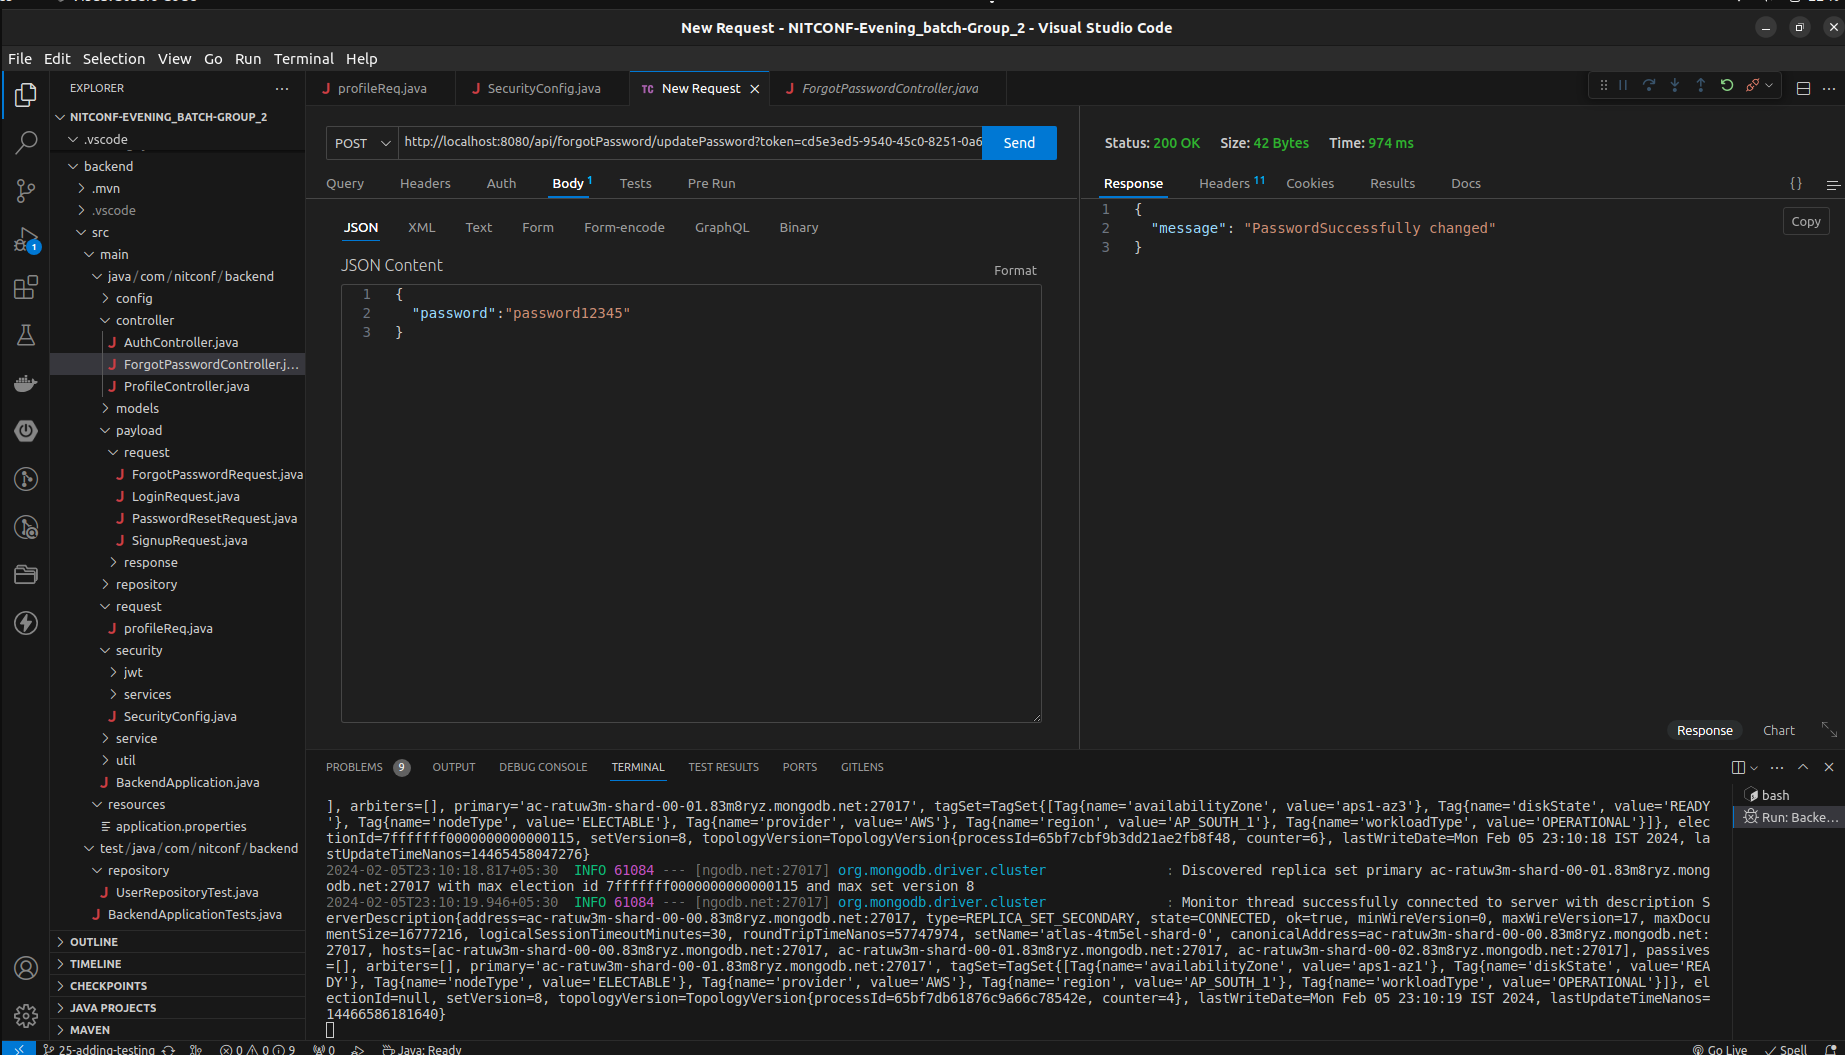 New Request - NITCONF-Evening_batch-Group_2 - Visual Studio Code
File Edit Selection View Go Run Terminal Help
EXPLORER
NITCONF-EVENING_BATCH-GROUP_2
.vscode
backend
.mvn
.vscode
src
main
java/com/nitconf/backend
config
controller
AuthController.java
ForgotPasswordController.j...
ProfileController.java
models
payload
request
ForgotPasswordRequest.java
LoginRequest.java
PasswordResetRequest.java
SignupRequest.java
response
repository
request
profileReq.java
security
jwt
services
SecurityConfig.java
service
util
BackendApplication.java
resources
application.properties
test/java/com/nitconf/backend
repository
UserRepositoryTest.java
BackendApplicationTests.java
OUTLINE
TIMELINE
CHECKPOINTS
JAVA PROJECTS
MAVEN
1
profileReq.java
SecurityConfig.java
TC New Request
ForgotPasswordController.java
POST http://localhost:8080/api/forgotPassword/updatePassword?token=cd5e3ed5-9540-45c0-8251-0a6 Send
Query Headers Auth Body 1 Tests Pre Run
JSON XML Text Form Form-encode GraphQL Binary
JSON Content
Format
1 {
2 "password":"password12345"
3 }
Status: 200 OK Size: 42 Bytes Time: 974 ms
Response Headers 11 Cookies Results Docs {}
1 {
2 "message": "PasswordSuccessfully changed"
3 }
Copy
Response Chart
PROBLEMS 9 OUTPUT DEBUG CONSOLE TERMINAL TEST RESULTS PORTS GITLENS
], arbiters=[], primary='ac-ratuw3m-shard-00-01.83m8ryz.mongodb.net:27017', tagSet=TagSet{[Tag{name='availabilityZone', value='aps1-az3'}, Tag{name='diskState', value='READY
'}, Tag{name='nodeType', value='ELECTABLE'}, Tag{name='provider', value='AWS'}, Tag{name='region', value='AP_SOUTH_1'}, Tag{name='workloadType', value='OPERATIONAL'}]}, elec
tionId=7fffffff0000000000000115, setVersion=8, topologyVersion=TopologyVersion{processId=65bf7cbf9b3dd21ae2fb8f48, counter=6}, lastWriteDate=Mon Feb 05 23:10:18 IST 2024, la
stUpdateTimeNanos=14465458047276}
2024-02-05T23:10:18.817+05:30 INFO 61084 --- [ngodb.net:27017] org.mongodb.driver.cluster : Discovered replica set primary ac-ratuw3m-shard-00-01.83m8ryz.mong
odb.net:27017 with max election id 7fffffff0000000000000115 and max set version 8
2024-02-05T23:10:19.946+05:30 INFO 61084 --- [ngodb.net:27017] org.mongodb.driver.cluster : Monitor thread successfully connected to server with description S
erverDescription{address=ac-ratuw3m-shard-00-00.83m8ryz.mongodb.net:27017, type=REPLICA_SET_SECONDARY, state=CONNECTED, ok=true, minWireVersion=0, maxWireVersion=17, maxDocu
mentSize=16777216, logicalSessionTimeoutMinutes=30, roundTripTimeNanos=57747974, setName='atlas-4tm5el-shard-0', canonicalAddress=ac-ratuw3m-shard-00-00.83m8ryz.mongodb.net:
27017, hosts=[ac-ratuw3m-shard-00-00.83m8ryz.mongodb.net:27017, ac-ratuw3m-shard-00-01.83m8ryz.mongodb.net:27017, ac-ratuw3m-shard-00-02.83m8ryz.mongodb.net:27017], passives
=[], arbiters=[], primary='ac-ratuw3m-shard-00-01.83m8ryz.mongodb.net:27017', tagSet=TagSet{[Tag{name='availabilityZone', value='aps1-az1'}, Tag{name='diskState', value='REA
DY'}, Tag{name='nodeType', value='ELECTABLE'}, Tag{name='provider', value='AWS'}, Tag{name='region', value='AP_SOUTH_1'}, Tag{name='workloadType', value='OPERATIONAL'}]}, el
ectionId=null, setVersion=8, topologyVersion=TopologyVersion{processId=65bf7db61876c9a66c78542e, counter=4}, lastWriteDate=Mon Feb 05 23:10:19 IST 2024, lastUpdateTimeNanos=
14466586181640}
bash
Run: Backe...
25-adding-testing 0 0 9 0 Java: Ready Go Live Spell